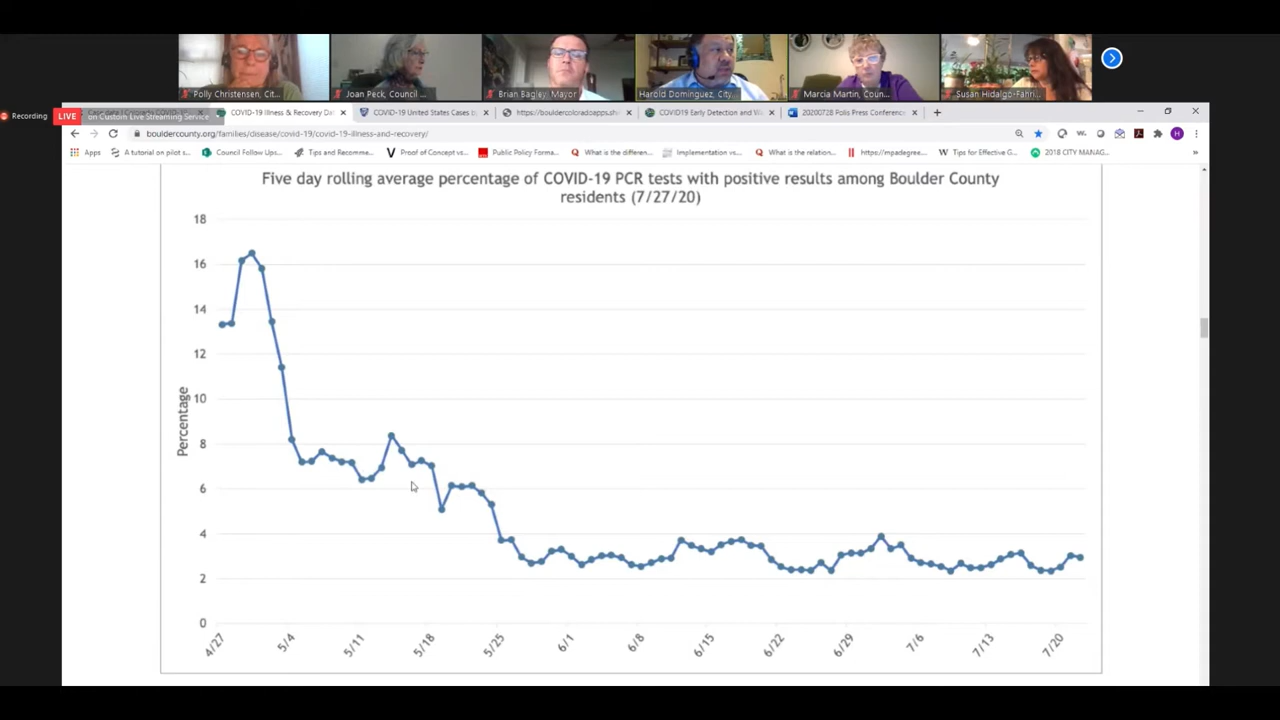 Polly Christensen, Cit...
Joan Peck, Council ...
Brian Bagley, Mayor
Harold Dominguez, City...
Marcia Martin, Coun...
Susan Hidalgo-Fahri...
Recording
LIVE
on Custom Live Streaming Service
COVID-19 Illness & Recovery Da
COVID-19 United States Cases b
https://bouldercoloradoapps.sh
COVID19 Early Detection and W
20200728 Polis Press Conference
bouldercounty.org/families/disease/covid-19/covid-19-illness-and-recovery/
Apps
A tutorial on pilot s...
Council Follow Ups...
Tips and Recomme...
Proof of Concept vs...
Public Policy Forma...
What is the differen...
Implementation vs...
What is the relation...
https://mpadegree...
Tips for Effective G...
2018 CITY MANAG...
Five day rolling average percentage of COVID-19 PCR tests with positive results among Boulder County
residents (7/27/20)
Percentage
18
16
14
12
10
8
6
4
2
0
4/27
5/4
5/11
5/18
5/25
6/1
6/8
6/15
6/22
6/29
7/6
7/13
7/20